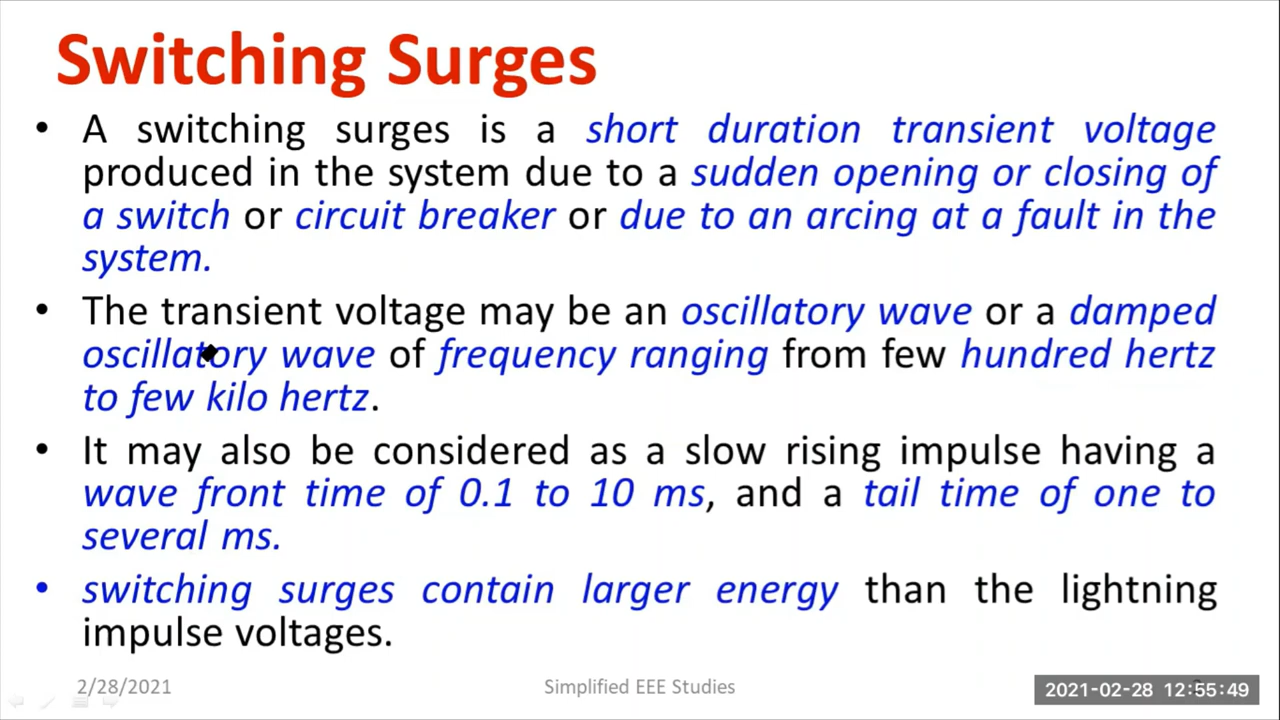 Switching Surges
• A switching surges is a short duration transient voltage
produced in the system due to a sudden opening or closing of
a switch or circuit breaker or due to an arcing at a fault in the
system.
• The transient voltage may be an oscillatory wave or a damped
oscillatory wave of frequency ranging from few hundred hertz
to few kilo hertz.
• It may also be considered as a slow rising impulse having a
wave front time of 0.1 to 10 ms, and a tail time of one to
several ms.
• switching surges contain larger energy than the lightning
impulse voltages.
2/28/2021
Simplified EEE Studies
2021-02-28 12:55:49